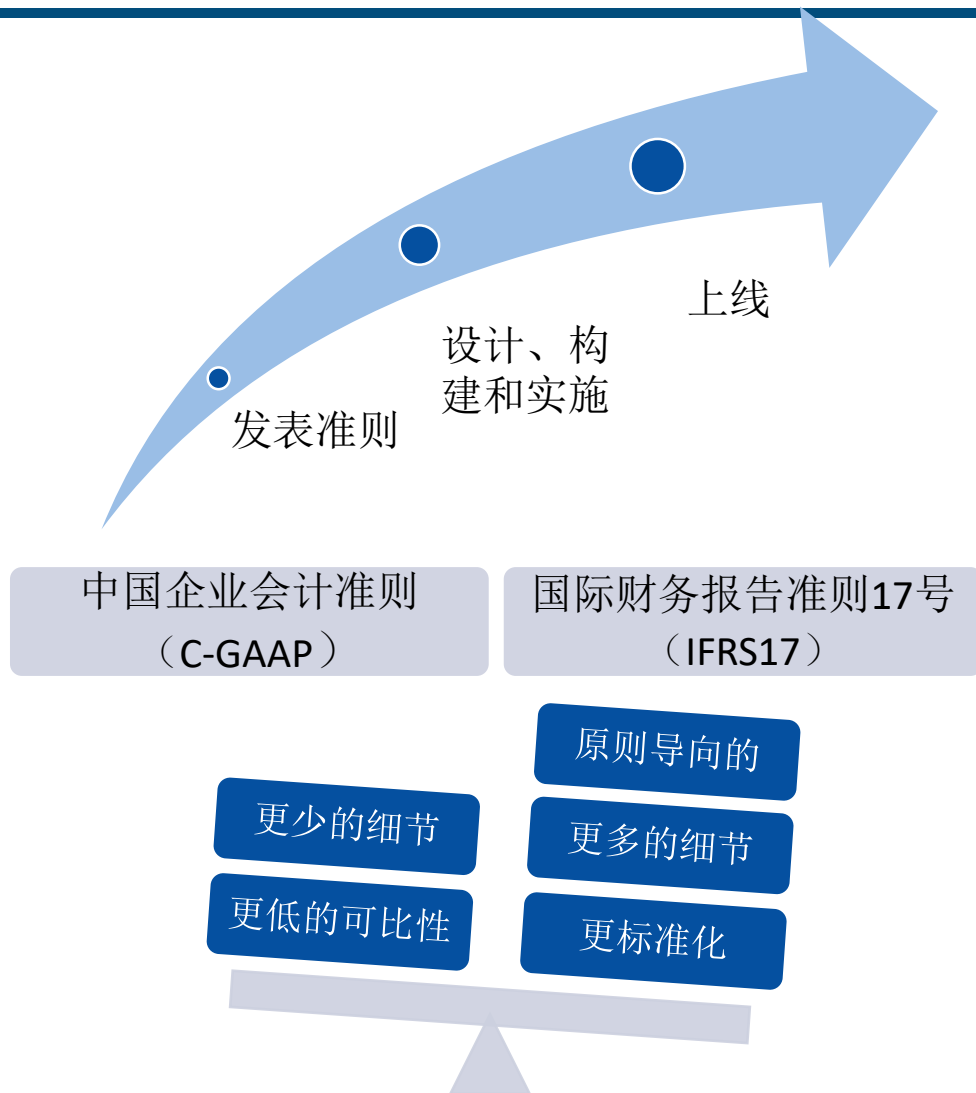 上线
设计、构
建和实施
发表准则
中国企业会计准则
（C-GAAP）
国际财务报告准则17号
（IFRS17）
更少的细节
更低的可比性
原则导向的
更多的细节
更标准化